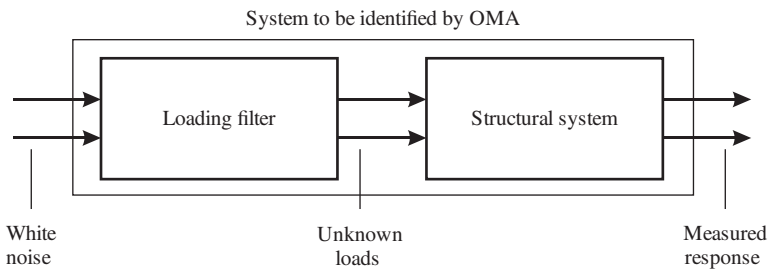 System to be identified by OMA
Loading filter
Structural system
White
noise
Unknown
loads
Measured
response